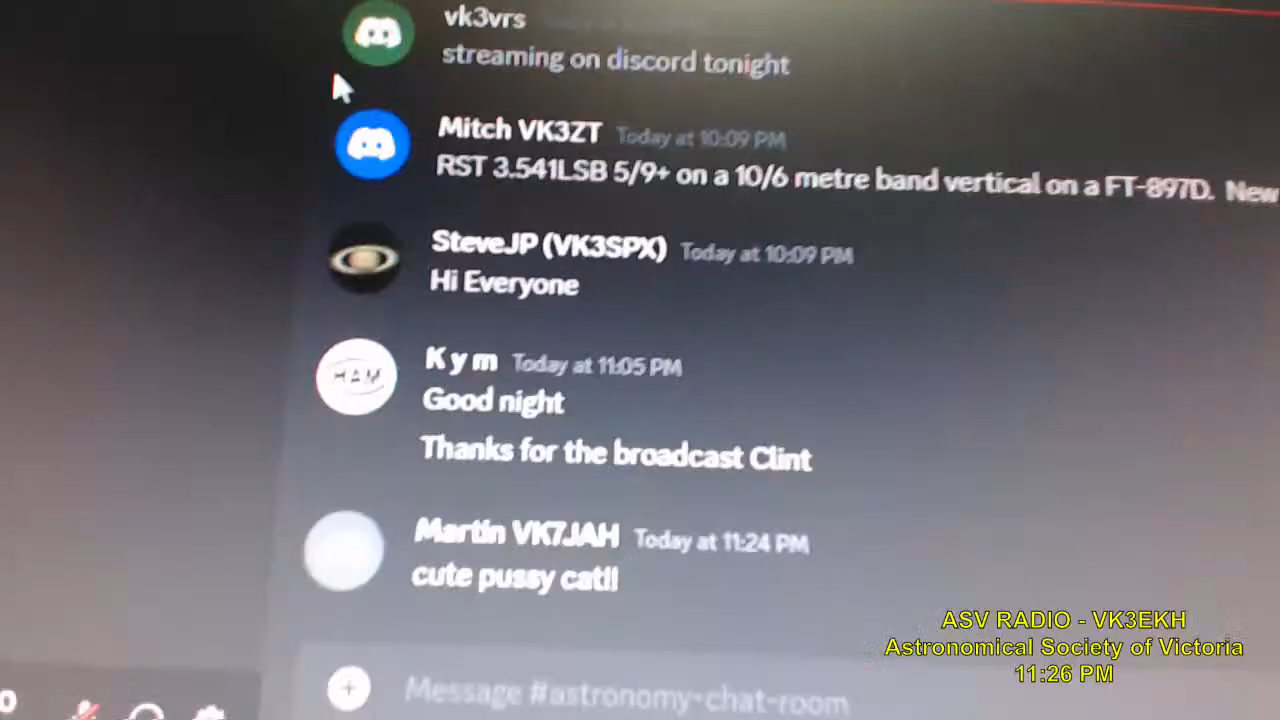 vk3vrs
streaming on discord tonight
Mitch VK3ZT Today at 10:09 PM
RST 3.541LSB 5/9+ on a 10/6 metre band vertical on a FT-897D. New
SteveJP (VK3SPX) Today at 10:09 PM
Hi Everyone
HAM
K y m Today at 11:05 PM
Good night
Thanks for the broadcast Clint
Martin VK7JAH Today at 11:24 PM
cute pussy cat!!
Message #astronomy-chat-room
ASV RADIO - VK3EKH
Astronomical Society of Victoria
11:26 PM